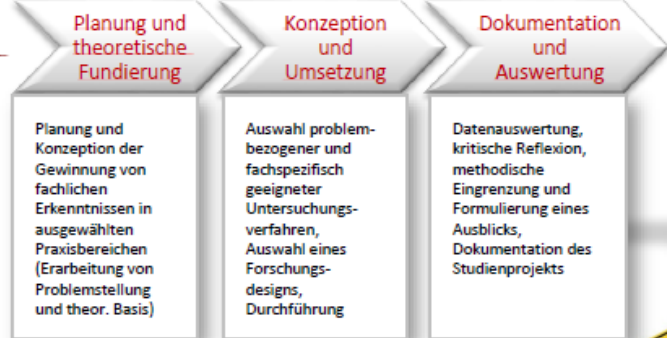 Planung und
theoretische
Fundierung
Konzeption
und
Umsetzung
Dokumentation
und
Auswertung
Planung und
Konzeption der
Gewinnung von
fachlichen
Erkenntnissen in
ausgewählten
Praxisbereichen
(Erarbeitung von
Problemstellung
und theor. Basis)
Auswahl problem-
bezogener und
fachspezifisch
geeigneter
Untersuchungs-
verfahren,
Auswahl eines
Forschungs-
designs,
Durchführung
Datenauswertung,
kritische Reflexion,
methodische
Eingrenzung und
Formulierung eines
Ausblicks,
Dokumentation des
Studienprojekts